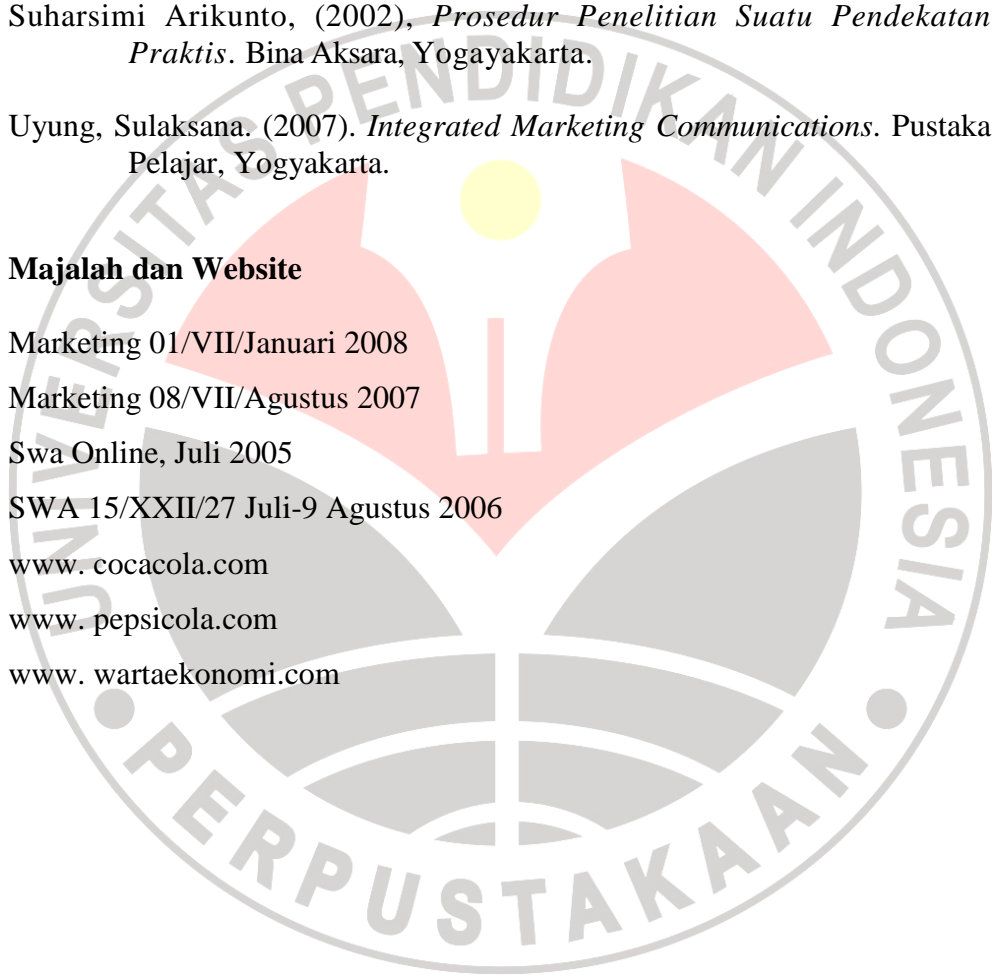 Suharsimi Arikunto, (2002), Prosedur Penelitian Suatu Pendekatan
Praktis. Bina Aksara, Yogayakarta.
Uyung, Sulaksana. (2007). Integrated Marketing Communications. Pustaka
Pelajar, Yogyakarta.
Majalah dan Website
Marketing 01/VII/Januari 2008
Marketing 08/VII/Agustus 2007
Swa Online, Juli 2005
SWA 15/XXII/27 Juli-9 Agustus 2006
www. cocacola.com
www. pepsicola.com
www. wartaekonomi.com
UNIVERSITAS PENDIDIKAN INDONESIA
PERPUSTAKAAN